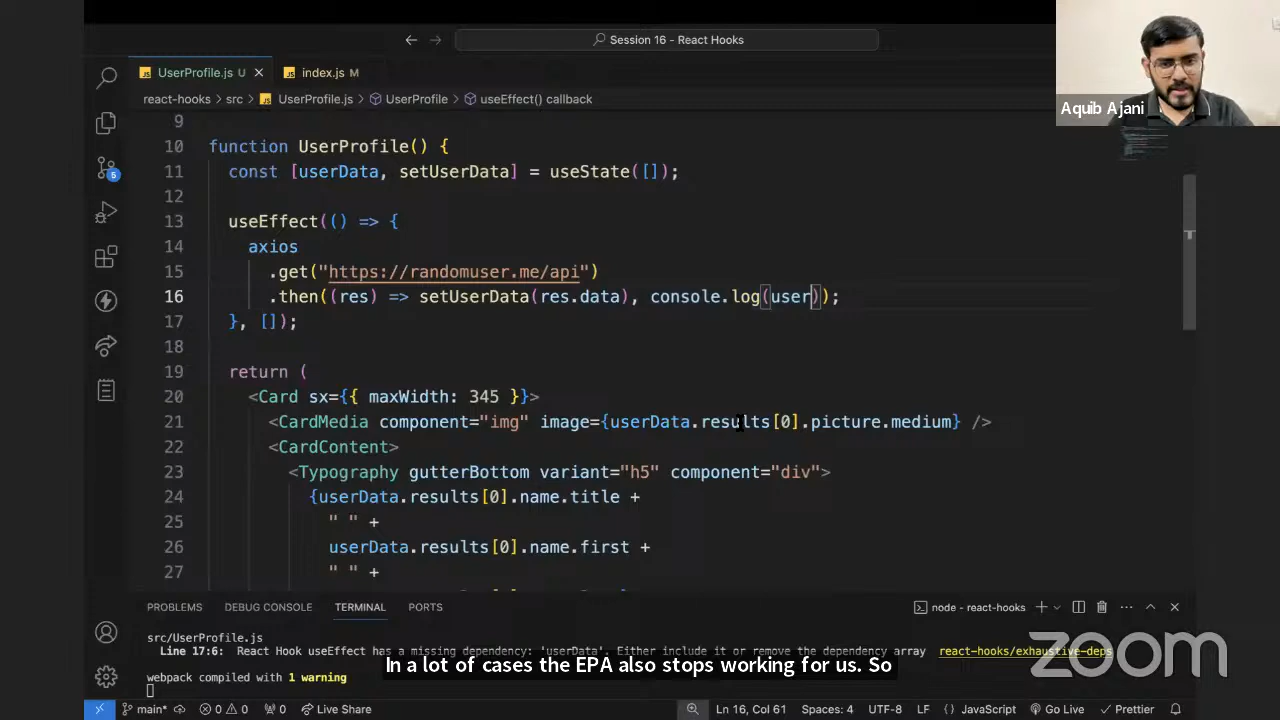 Session 16 - React Hooks
Aquib Ajani
UserProfile.js U
index.js M
react-hooks > src > UserProfile.js > UserProfile > useEffect() callback
9
10 function UserProfile() {
11 const [userData, setUserData] = useState([]);
12
13 useEffect(() => {
14 axios
15 .get("https://randomuser.me/api")
16 .then((res) => setUserData(res.data), console.log(user));
17 }, []);
18
19 return (
20 <Card sx={{ maxWidth: 345 }}>
21 <CardMedia component="img" image={userData.results[0].picture.medium} />
22 <CardContent>
23 <Typography gutterBottom variant="h5" component="div">
24 {userData.results[0].name.title +
25 " " +
26 userData.results[0].name.first +
27 " " +
5
PROBLEMS DEBUG CONSOLE TERMINAL PORTS node - react-hooks
src/UserProfile.js
Line 17:6: React Hook useEffect has a missing dependency: 'userData'. Either include it or remove the dependency array react-hooks/exhaustive-deps
webpack compiled with 1 warning
In a lot of cases the EPA also stops working for us. So
zoom
main* 0 0 0 Live Share Ln 16, Col 61 Spaces: 4 UTF-8 LF {} JavaScript Go Live Prettier